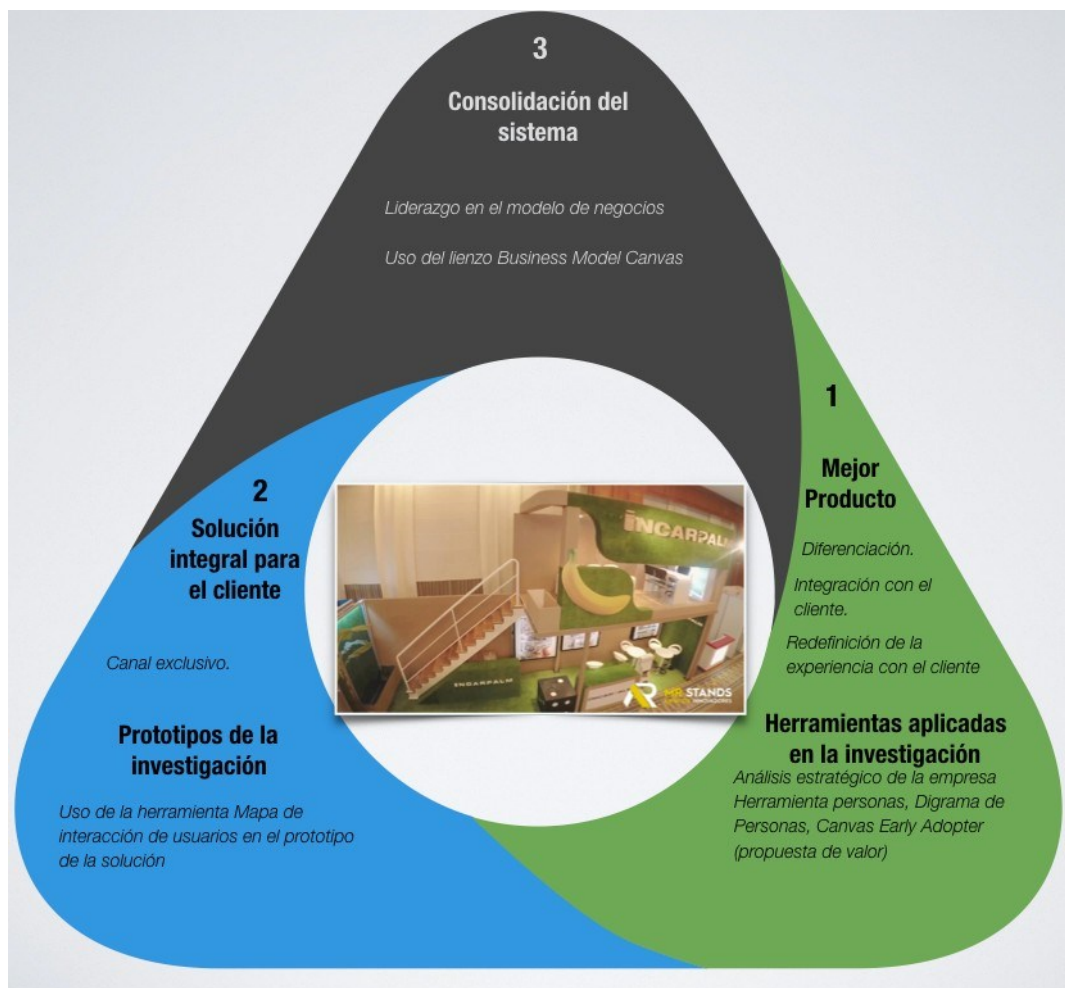 3
Consolidación del
sistema
Liderazgo en el modelo de negocios
Uso del lienzo Business Model Canvas
1
Mejor
Producto
Diferenciación.
Integración con el
cliente.
Redefinición de la
experiencia con el cliente
Herramientas aplicadas
en la investigación
Análisis estratégico de la empresa
Herramienta personas, Digrama de
Personas, Canvas Early Adopter
(propuesta de valor)
2
Solución
integral para
el cliente
Canal exclusivo.
Prototipos de la
investigación
Uso de la herramienta Mapa de
interacción de usuarios en el prototipo
de la solución
INCARPALM
INCARPALM
MR STANDS